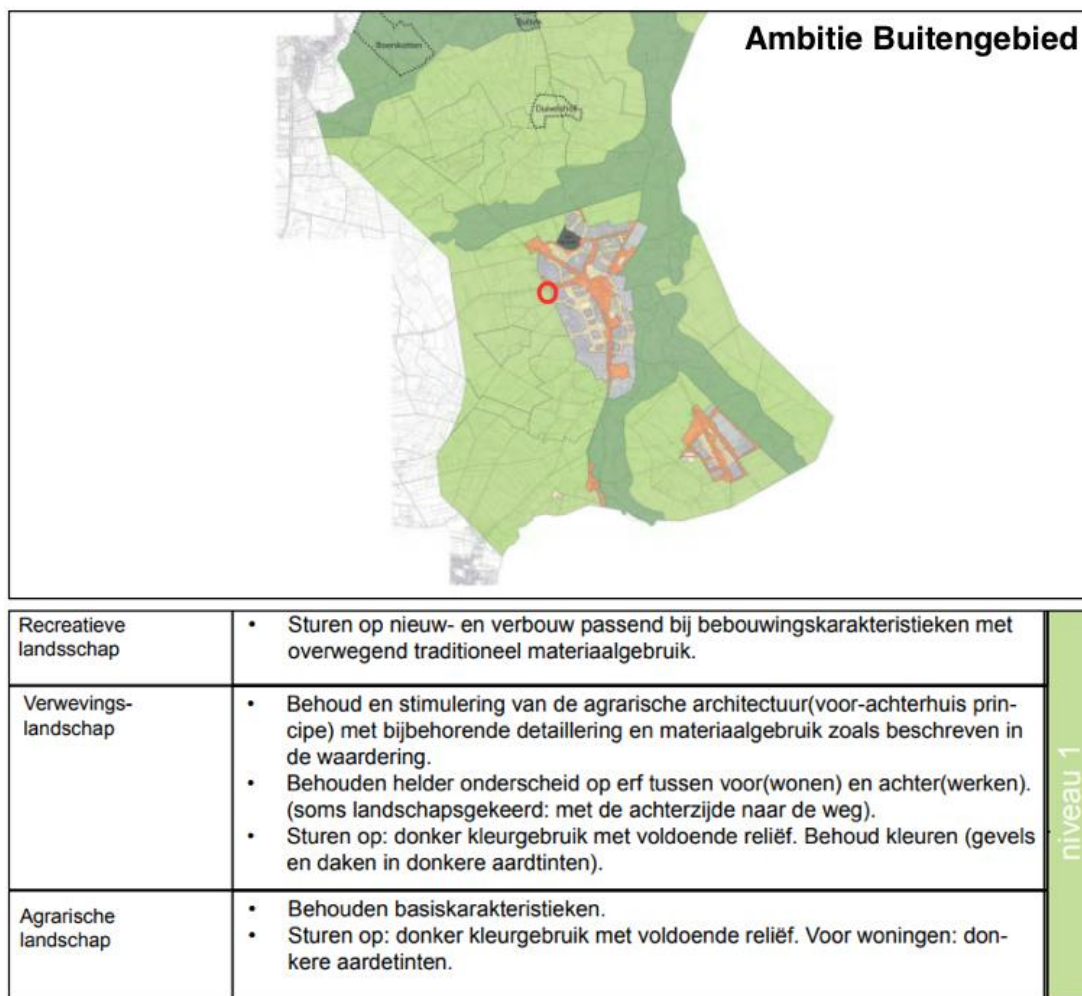 Ambitie Buitengebied
Recreatieve
landsschap
• Sturen op nieuw- en verbouw passend bij bebouwingskarakteristieken met
overwegend traditioneel materiaalgebruik.
Verwevings-
landschap
• Behoud en stimulering van de agrarische architectuur(voor-achterhuis prin-
cipe) met bijbehorende detaillering en materiaalgebruik zoals beschreven in
de waardering.
• Behouden helder onderscheid op erf tussen voor(wonen) en achter(werken).
(soms landschapsgekeerd: met de achterzijde naar de weg).
• Sturen op: donker kleurgebruik met voldoende reliëf. Behoud kleuren (gevels
en daken in donkere aardtinten).
Agrarische
landschap
• Behouden basiskarakteristieken.
• Sturen op: donker kleurgebruik met voldoende reliëf. Voor woningen: don-
kere aardetinten.
niveau 1